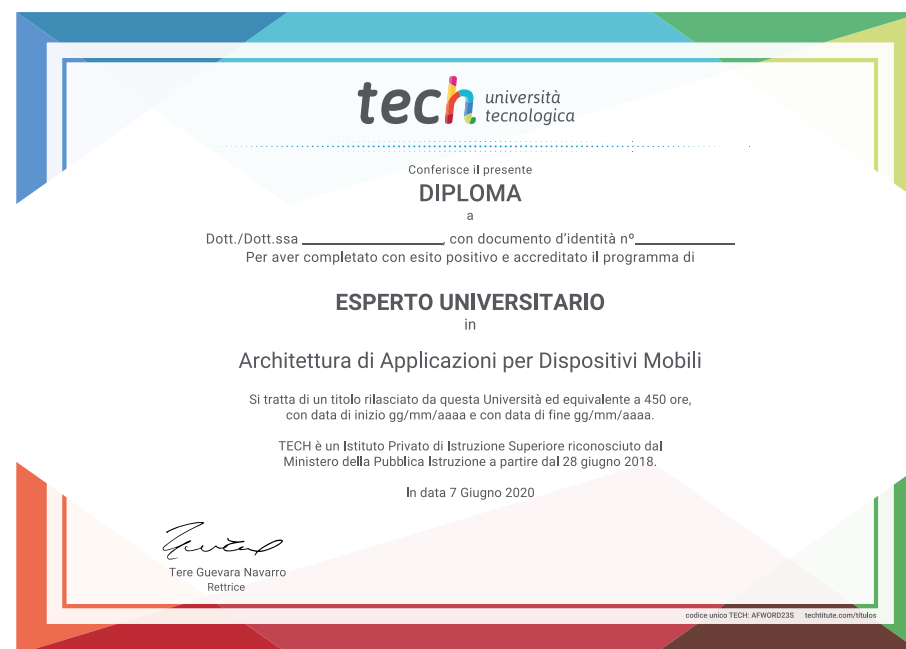 tech università
tecnologica
Conferisce il presente
DIPLOMA
a
Dott./Dott.ssa ____________________, con documento d'identità nº______________
Per aver completato con esito positivo e accreditato il programma di
ESPERTO UNIVERSITARIO
in
Architettura di Applicazioni per Dispositivi Mobili
Si tratta di un titolo rilasciato da questa Università ed equivalente a 450 ore,
con data di inizio gg/mm/aaaa e con data di fine gg/mm/aaaa.
TECH è un Istituto Privato di Istruzione Superiore riconosciuto dal
Ministero della Pubblica Istruzione a partire dal 28 giugno 2018.
In data 7 Giugno 2020
Tere Guevara Navarro
Rettrice
codice unico TECH: AFWORD23S techtitute.com/títulos